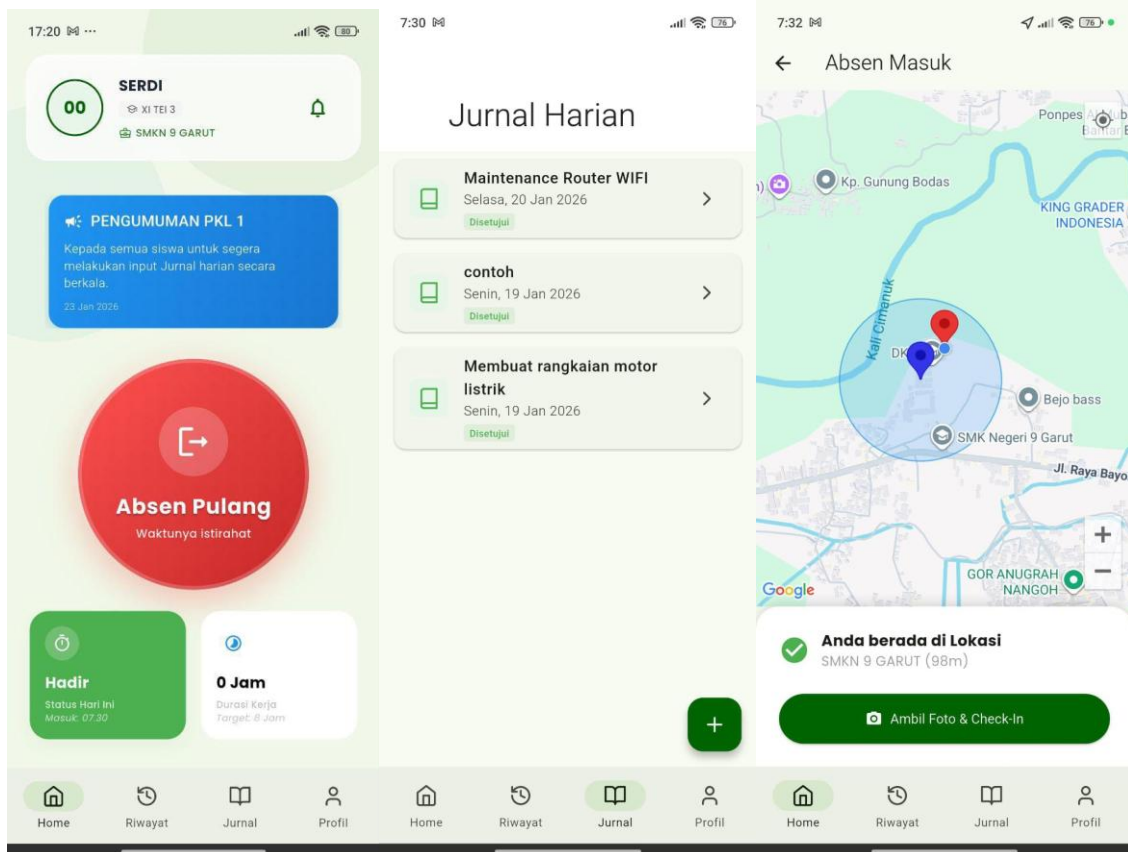 17:20
80
00
SERDI
XI TEI 3
SMKN 9 GARUT
PENGUMUMAN PKL 1
Kepada semua siswa untuk segera
melakukan input Jurnal harian secara
berkala.
23 Jan 2026
Absen Pulang
Waktunya istirahat
Hadir
Status Hari Ini
Masuk: 07.30
0 Jam
Durasi Kerja
Target: 8 Jam
Home
Riwayat
Jurnal
Profil
7:30
76
Jurnal Harian
Maintenance Router WIFI
Selasa, 20 Jan 2026
Disetujui
contoh
Senin, 19 Jan 2026
Disetujui
Membuat rangkaian motor
listrik
Senin, 19 Jan 2026
Disetujui
+
Home
Riwayat
Jurnal
Profil
7:32
76
Absen Masuk
Ponpes
Kp. Gunung Bodas
KING GRADER
INDONESIA
Kali Cimanuk
DK
Bejo bass
SMK Negeri 9 Garut
Jl. Raya Bayo
+
GOR ANUGRAH
NANGOH
−
Google
Anda berada di Lokasi
SMKN 9 GARUT (98m)
Ambil Foto & Check-In
Home
Riwayat
Jurnal
Profil